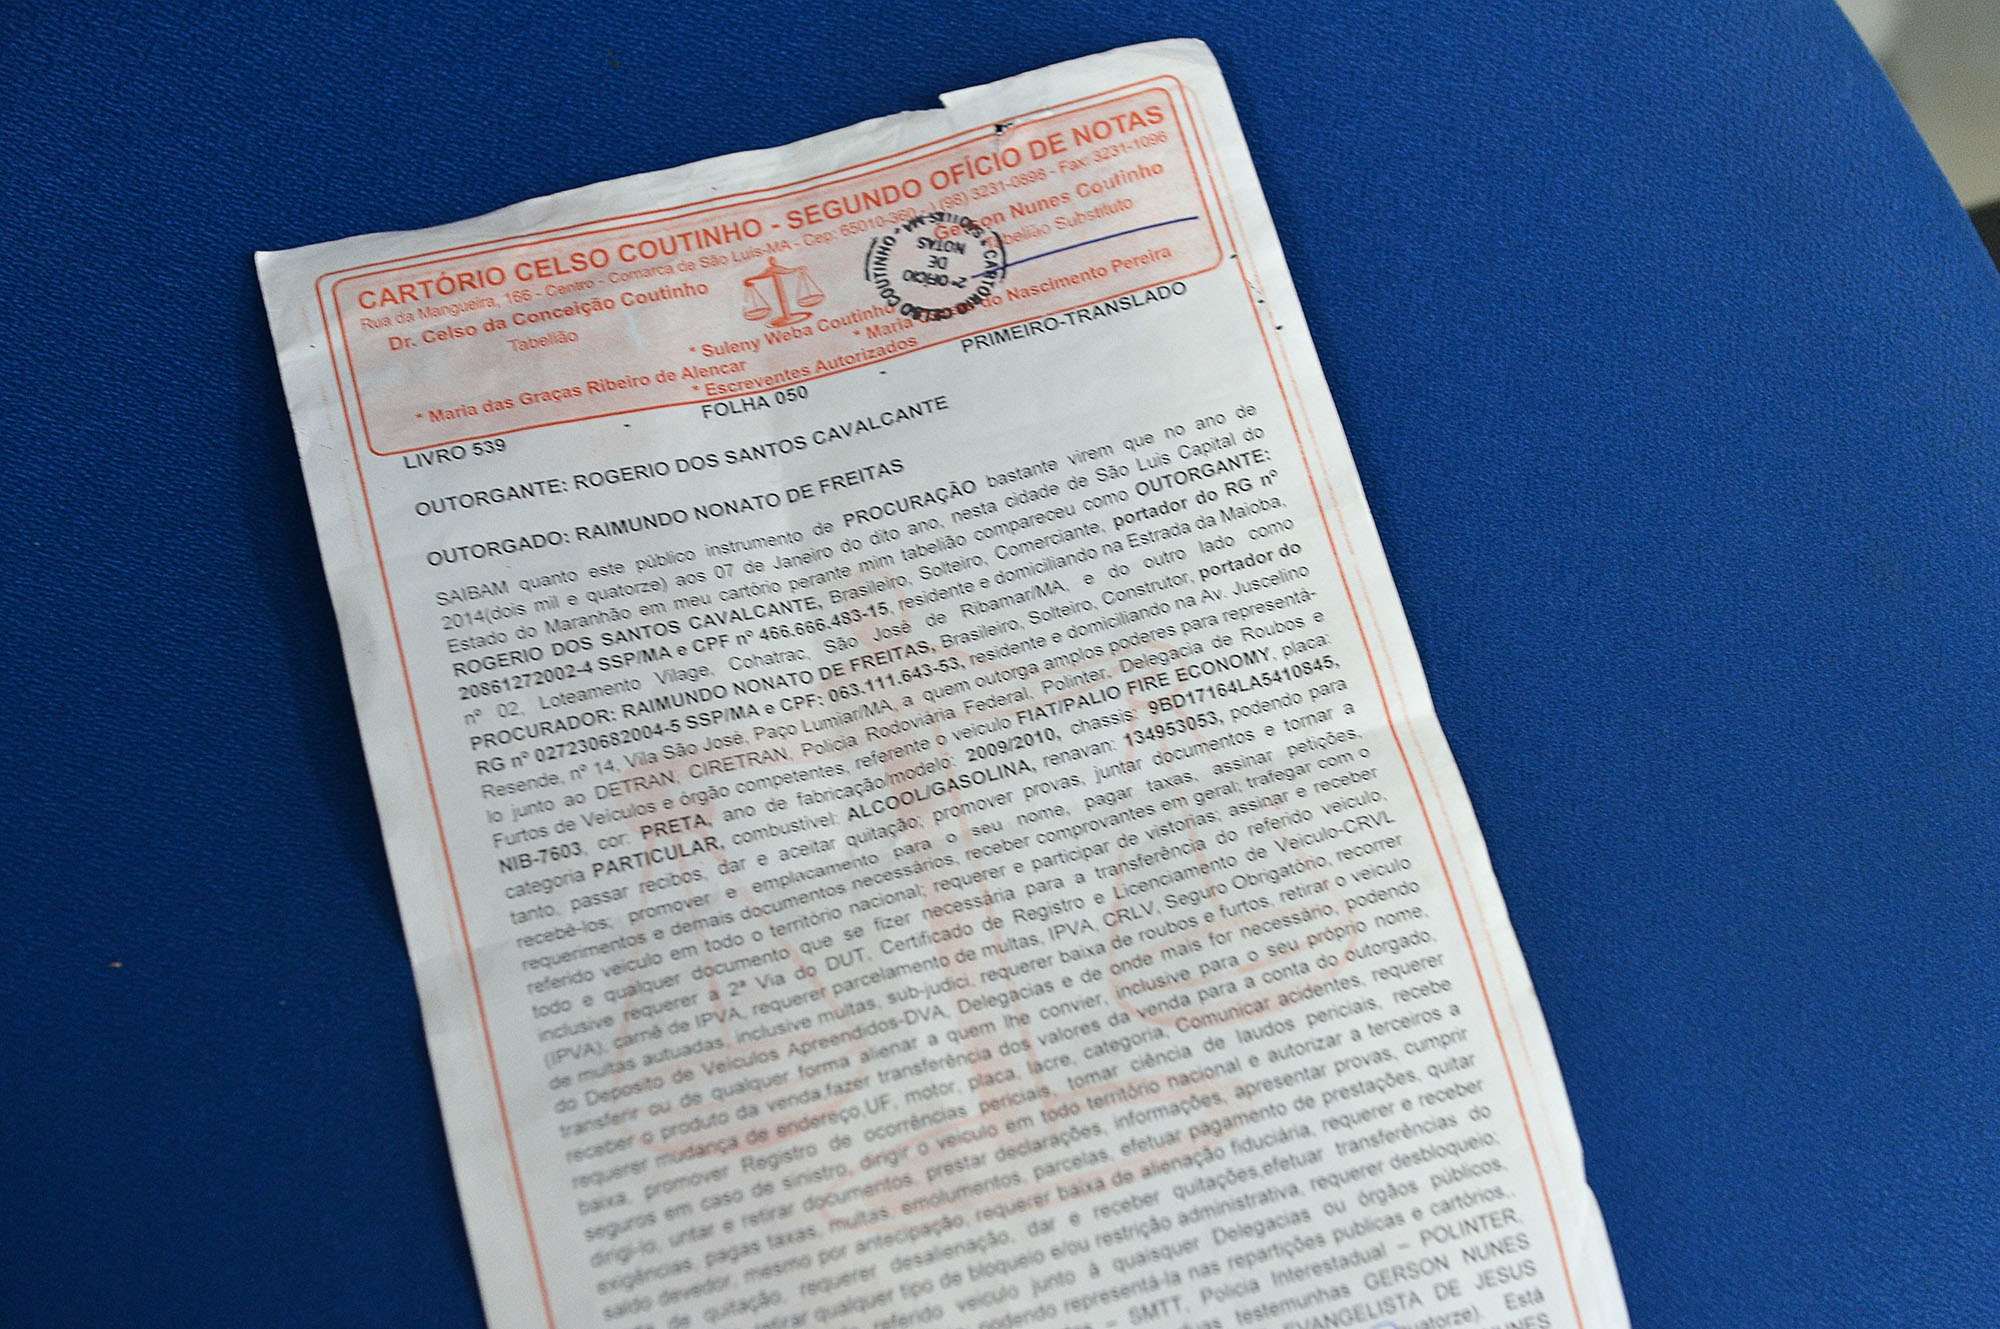 CARTÓRIO CELSO COUTINHO - SEGUNDO OFÍCIO DE NOTAS
Rua da Mangueira, 166 - Centro - Comarca de São Luis-MA - Cep: 65010-360 - (98) 3231-0898 - Fax: 3231-1096
Dr. Celso da Conceição Coutinho
Tabelião
Gerson Nunes Coutinho
Tabelião Substituto
CARTÓRIO CELSO COUTINHO
2º OFÍCIO
DE
NOTAS
* Suleny Weba Coutinho
* Maria do Nascimento Pereira
* Maria das Graças Ribeiro de Alencar
* Escreventes Autorizados
LIVRO 539 - FOLHA 050 - PRIMEIRO-TRANSLADO
OUTORGANTE: ROGERIO DOS SANTOS CAVALCANTE
OUTORGADO: RAIMUNDO NONATO DE FREITAS
SAIBAM quanto este público instrumento de PROCURAÇÃO bastante virem que no ano de
2014(dois mil e quatorze) aos 07 de Janeiro do dito ano, nesta cidade de São Luis Capital do
Estado do Maranhão em meu cartório perante mim tabelião compareceu como OUTORGANTE:
ROGERIO DOS SANTOS CAVALCANTE, Brasileiro, Solteiro, Comerciante, portador do RG nº
20861272002-4 SSP/MA e CPF nº 466.666.483-15, residente e domiciliando na Estrada da Maioba,
nº 02, Loteamento Vilage, Cohatrac, São José de Ribamar/MA, e do outro lado como
PROCURADOR: RAIMUNDO NONATO DE FREITAS, Brasileiro, Solteiro, Construtor, portador do
RG nº 027230682004-5 SSP/MA e CPF: 063.111.643-53, residente e domiciliando na Av. Juscelino
Resende, nº 14, Vila São José, Paço Lumiar/MA, a quem outorga amplos poderes para representá-
lo junto ao DETRAN, CIRETRAN, Policia Rodoviária Federal, Polinter, Delegacia de Roubos e
Furtos de Veículos e órgão competentes, referente o veiculo FIAT/PALIO FIRE ECONOMY, placa:
NIB-7603, cor: PRETA, ano de fabricação/modelo: 2009/2010, chassis: 9BD17164LA5410845,
categoria PARTICULAR, combustível: ALCOOL/GASOLINA, renavan: 134953053, podendo para
tanto, passar recibos, dar e aceitar quitação; promover provas, juntar documentos e tornar a
recebê-los; promover e emplacamento para o seu nome, pagar taxas, assinar petições,
requerimentos e demais documentos necessários, receber comprovantes em geral; trafegar com o
referido veiculo em todo o território nacional; requerer e participar de vistorias; assinar e receber
todo e qualquer documento que se fizer necessária para a transferência do referido veiculo,
inclusive requerer a 2ª Via do DUT, Certificado de Registro e Licenciamento de Veiculo-CRVL
(IPVA), carnê de IPVA, requerer parcelamento de multas, IPVA, CRLV, Seguro Obrigatório, recorrer
de multas autuadas, inclusive multas, sub-judici, requerer baixa de roubos e furtos, retirar o veiculo
do Deposito de Veículos Apreendidos-DVA, Delegacias e de onde mais for necessário, podendo
transferir ou de qualquer forma alienar a quem lhe convier, inclusive para o seu próprio nome,
receber o produto da venda,fazer transferência dos valores da venda para a conta do outorgado,
requerer mudança de endereço,UF, motor, placa, lacre, categoria, Comunicar acidentes, requerer
baixa, promover Registro de ocorrências periciais, tomar ciência de laudos periciais, recebe
seguros em caso de sinistro, dirigir o veiculo em todo território nacional e autorizar a terceiros a
dirigi-lo, untar e retirar documentos, prestar declarações, informações, apresentar provas, cumprir
exigências, pagas taxas, multas, emolumentos, parcelas, efetuar pagamento de prestações, quitar
saldo devedor, mesmo por antecipação, requerer baixa de alienação fiduciária, requerer e receber
de quitação, requerer desalienação, dar e receber quitações,efetuar transferências do
retirar qualquer tipo de bloqueio e/ou restrição administrativa, requerer desbloqueio;
referido veiculo junto à quaisquer Delegacias ou órgãos públicos,
podendo representá-la nas repartições publicas e cartórios,.
– SMTT, Policia Interestadual – POLINTER,
testemunhas GERSON NUNES
EVANGELISTA DE JESUS
quatorze). Está
NUNES